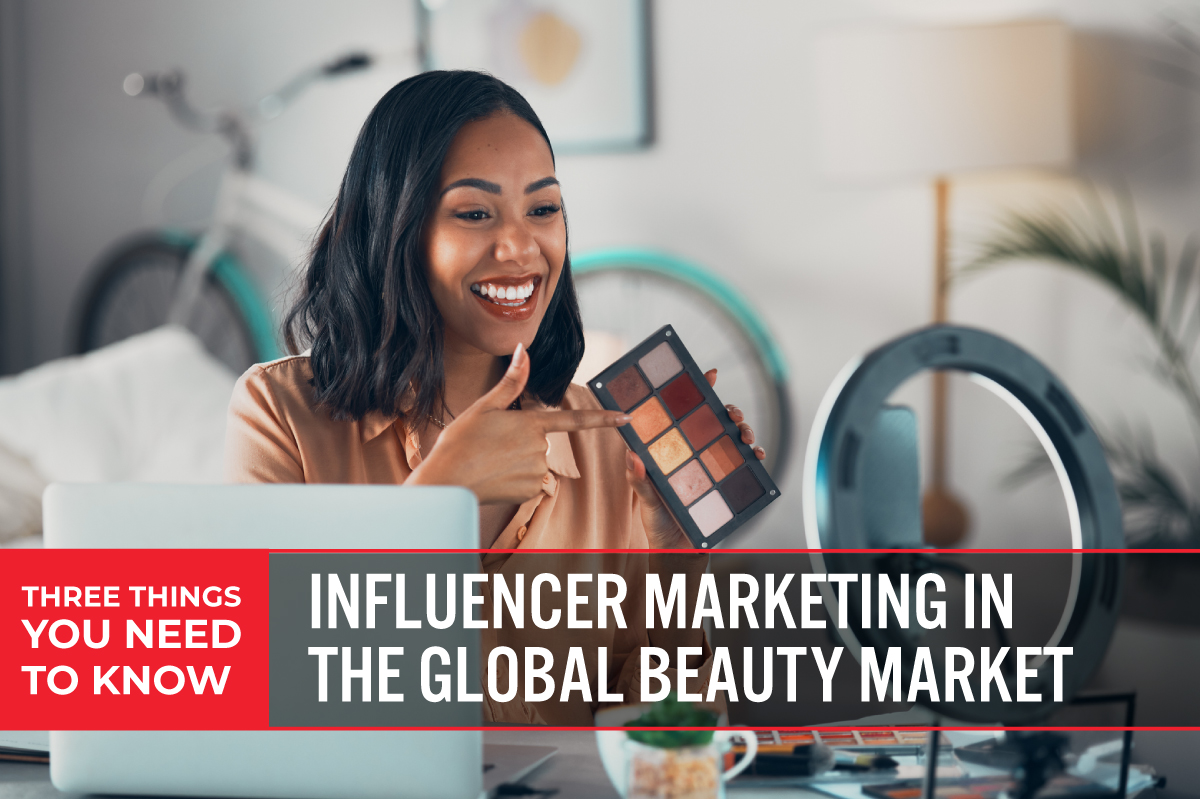 THREE THINGS
YOU NEED
TO KNOW
INFLUENCER MARKETING IN
THE GLOBAL BEAUTY MARKET